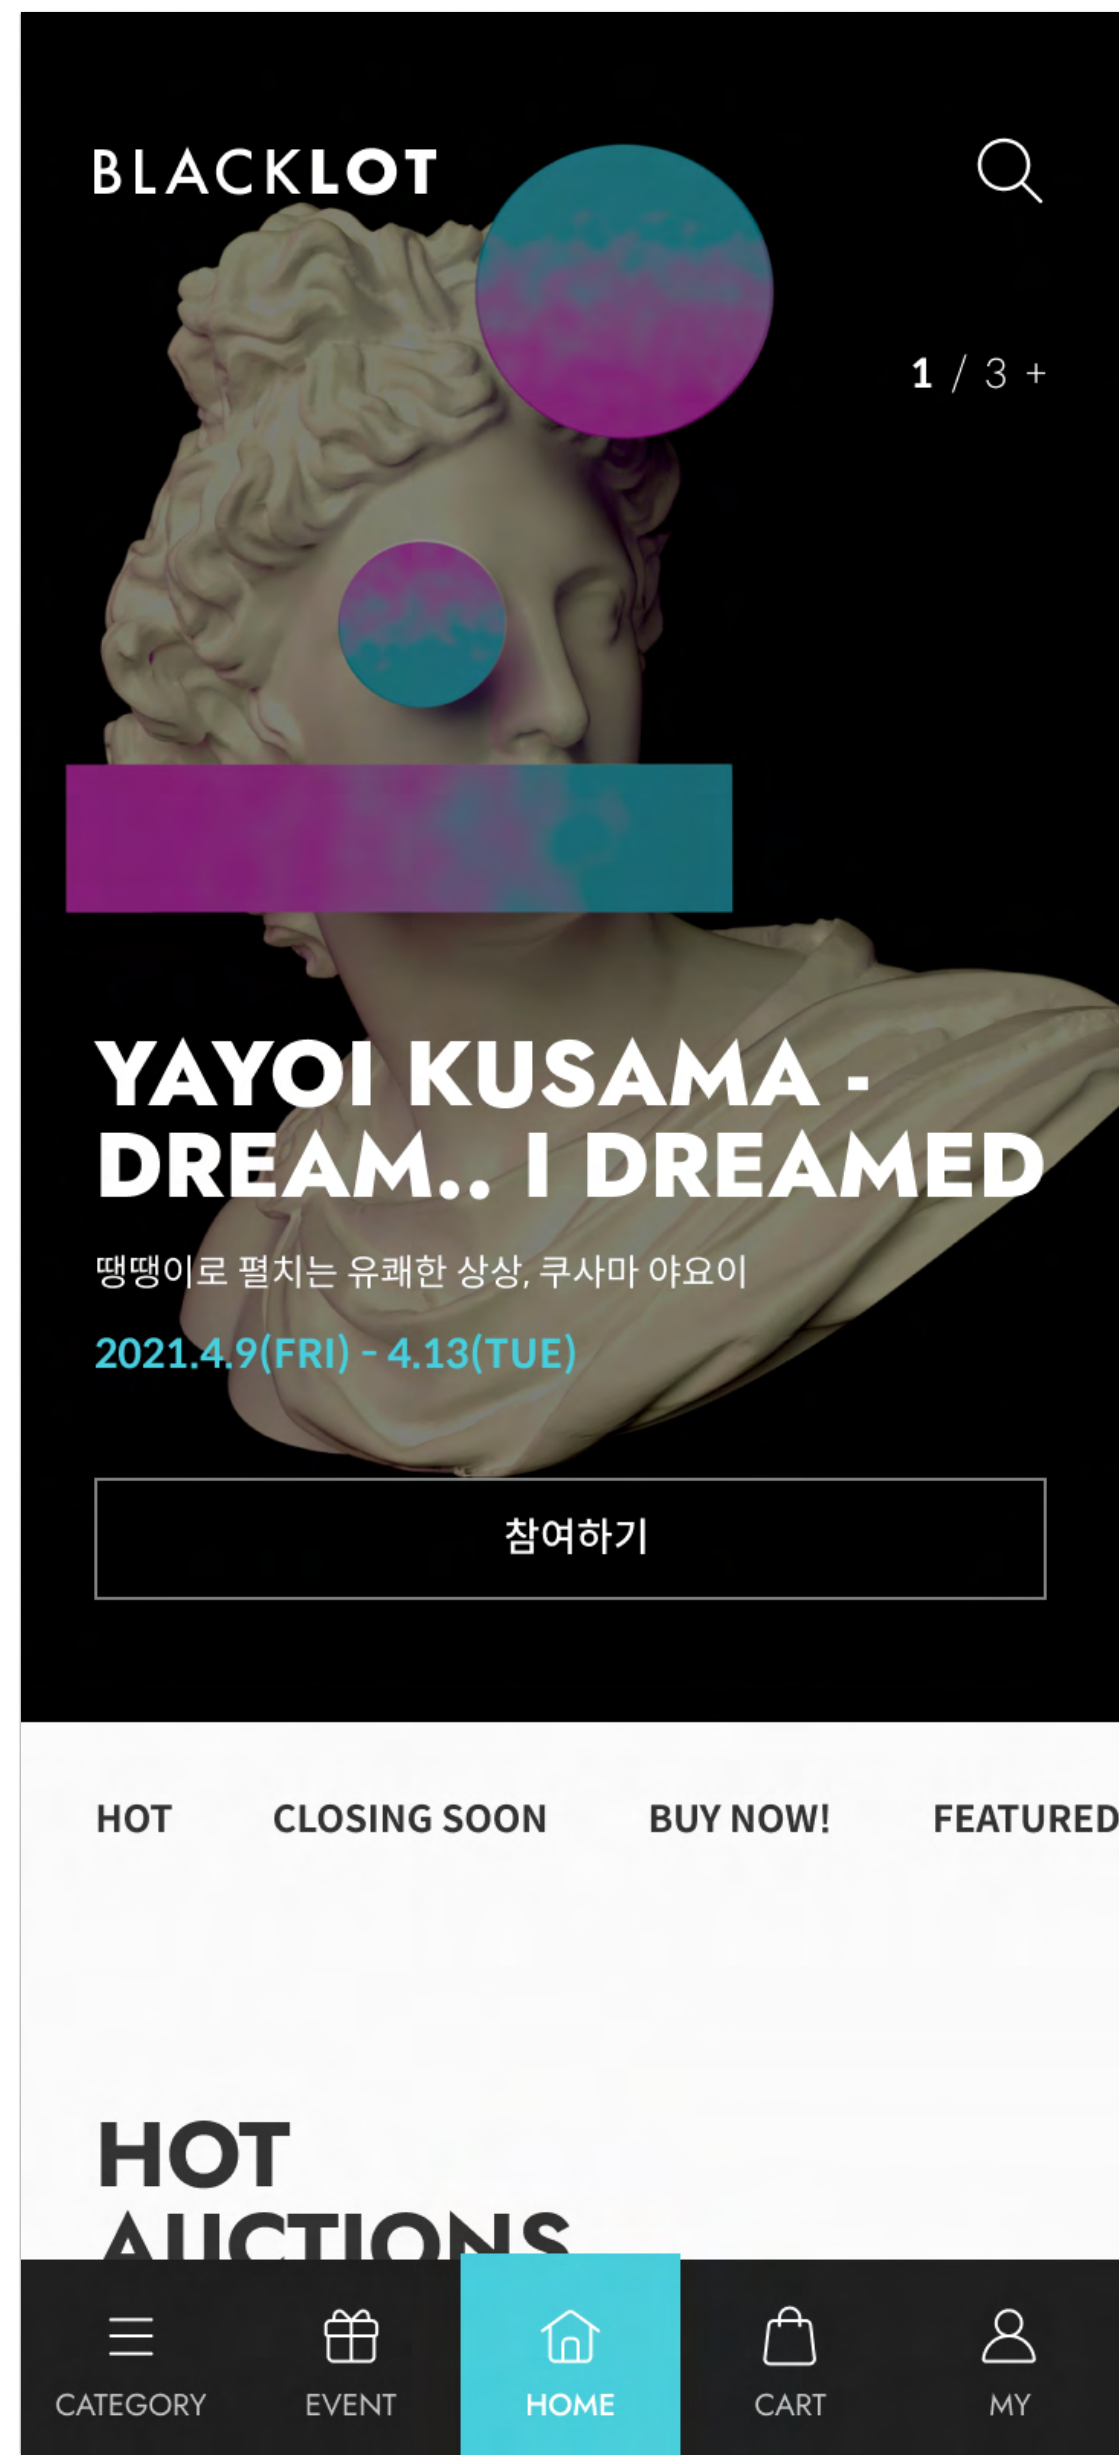 BLACKLOT
1 / 3 +
YAYOI KUSAMA -
DREAM.. I DREAMED
땡땡이로 펼치는 유쾌한 상상, 쿠사마 야요이
2021.4.9(FRI) - 4.13(TUE)
참여하기
HOT CLOSING SOON BUY NOW! FEATURED
HOT
AUCTIONS
CATEGORY EVENT HOME CART MY